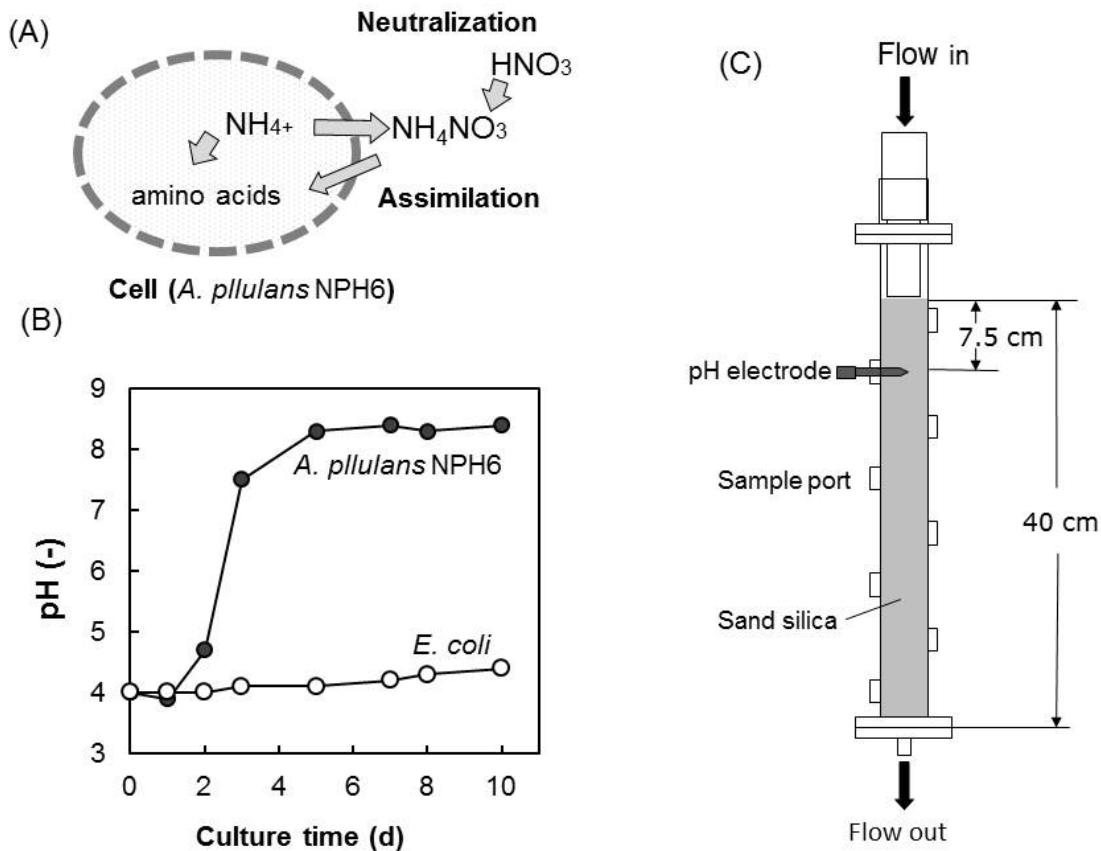 (A)
Neutralization
HNO3
NH4+
NH4NO3
amino acids
Assimilation
Cell (A. pllulans NPH6)
(B)
9
8
7
6
5
4
3
pH (-)
A. pllulans NPH6
E. coli
0 2 4 6 8 10
Culture time (d)
(C)
Flow in
7.5 cm
pH electrode
Sample port
40 cm
Sand silica
Flow out